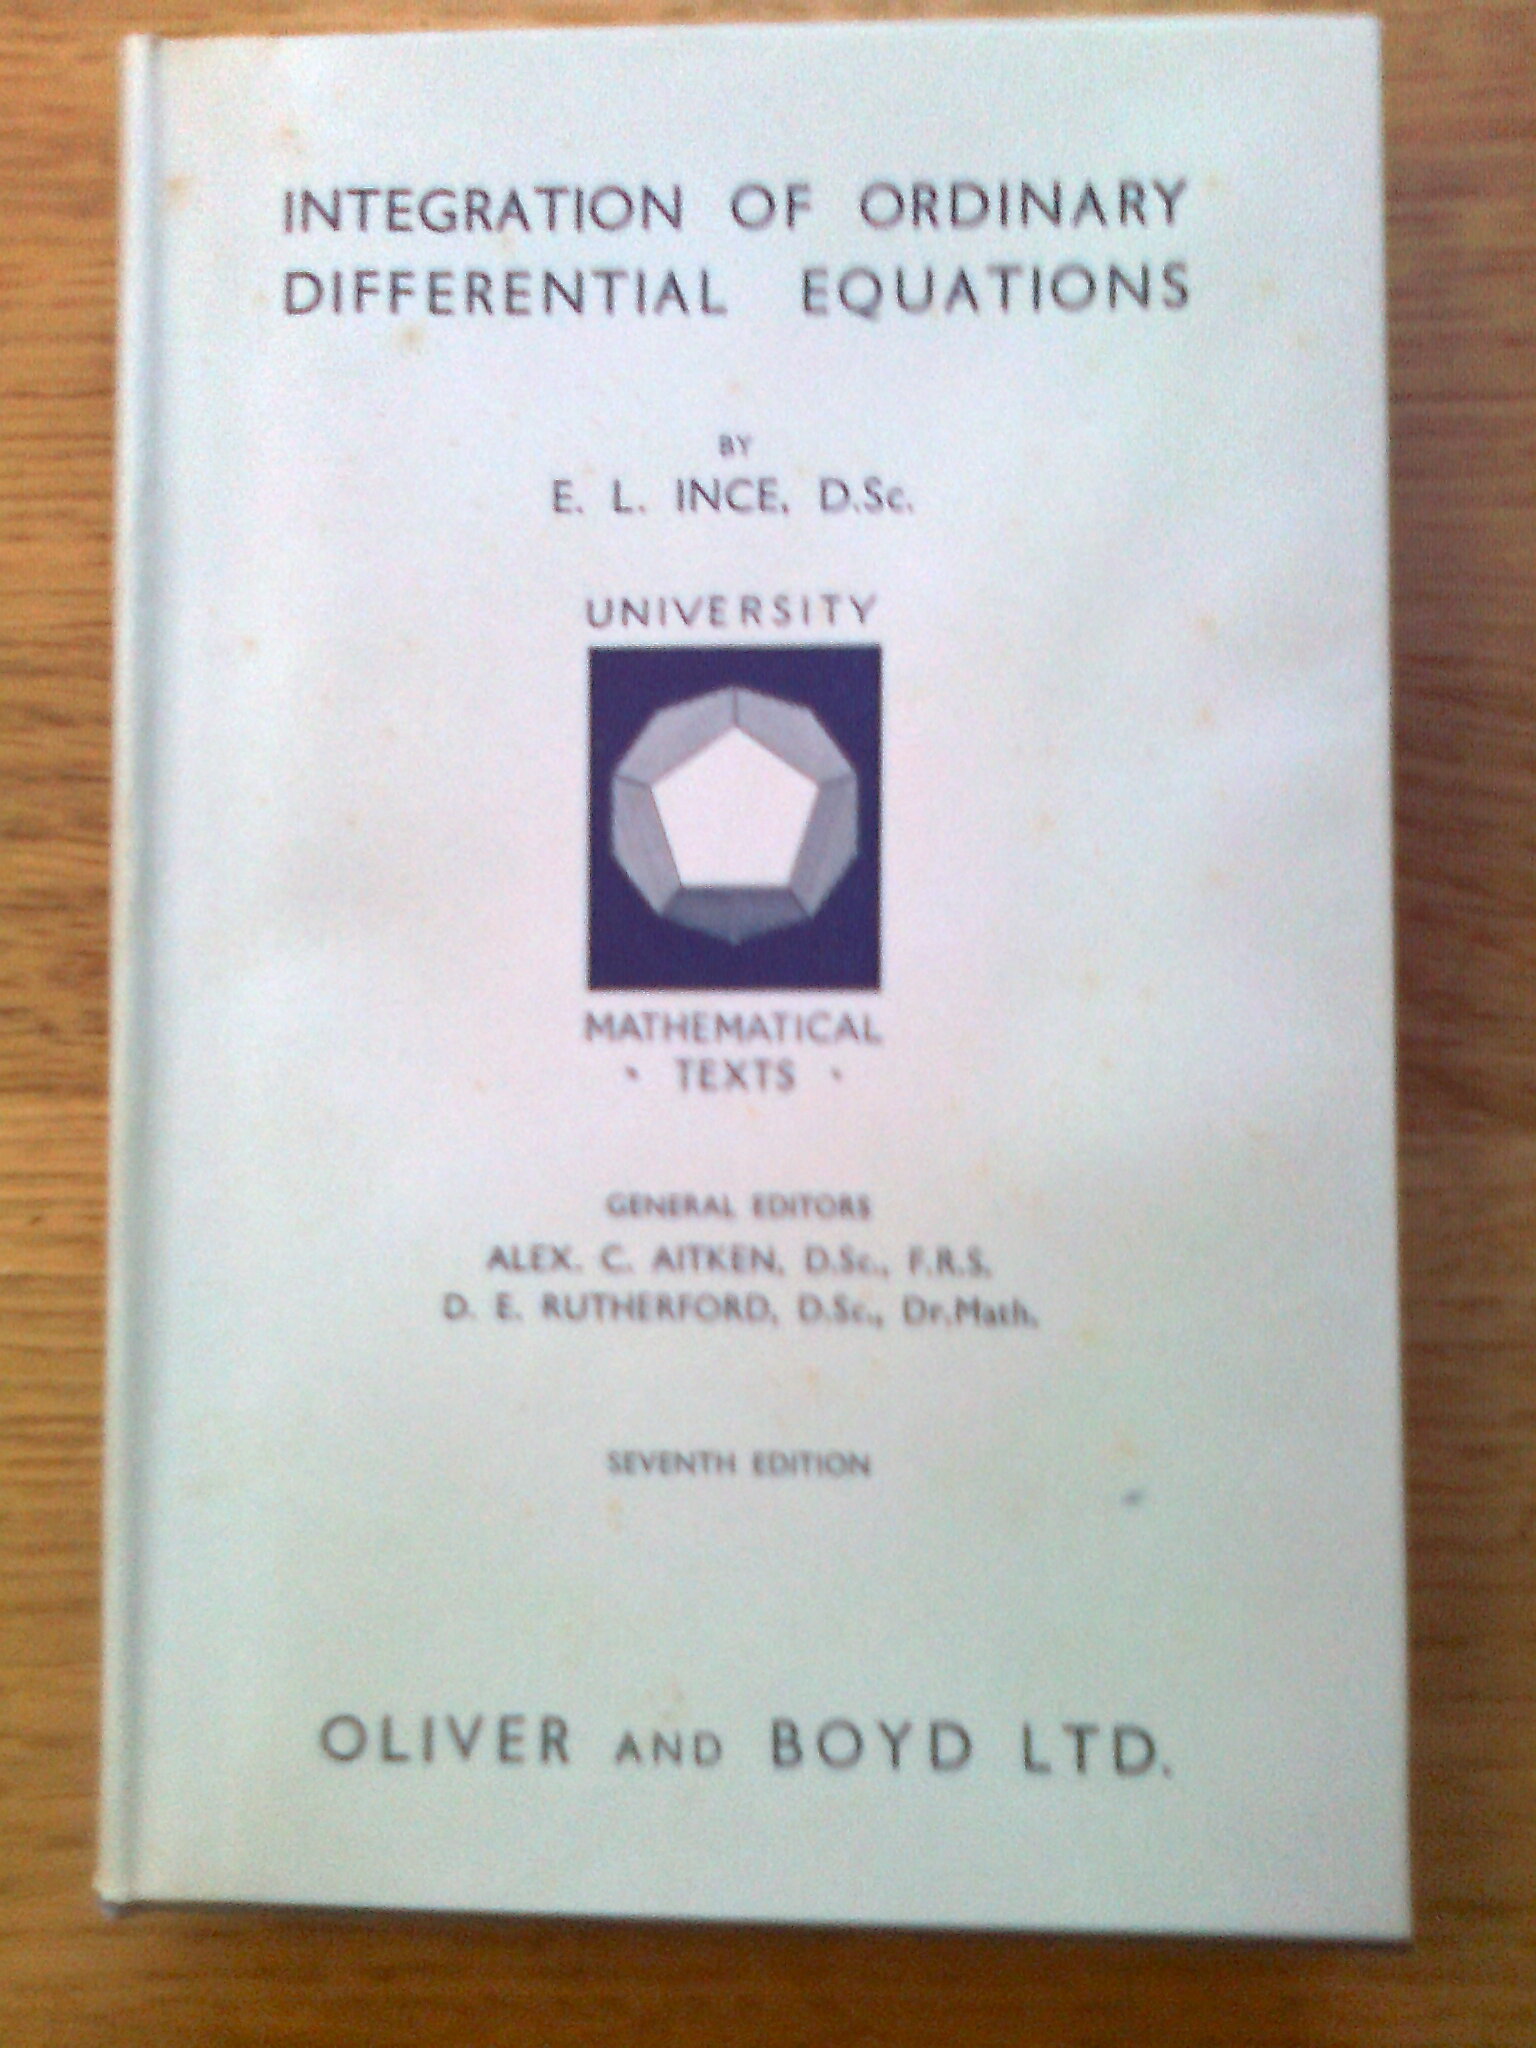 INTEGRATION OF ORDINARY
DIFFERENTIAL EQUATIONS
BY
E. L. INCE, D.Sc.
UNIVERSITY
MATHEMATICAL
· TEXTS ·
GENERAL EDITORS
ALEX. C. AITKEN, D.Sc., F.R.S.
D. E. RUTHERFORD, D.Sc., Dr.Math.
SEVENTH EDITION
OLIVER AND BOYD LTD.